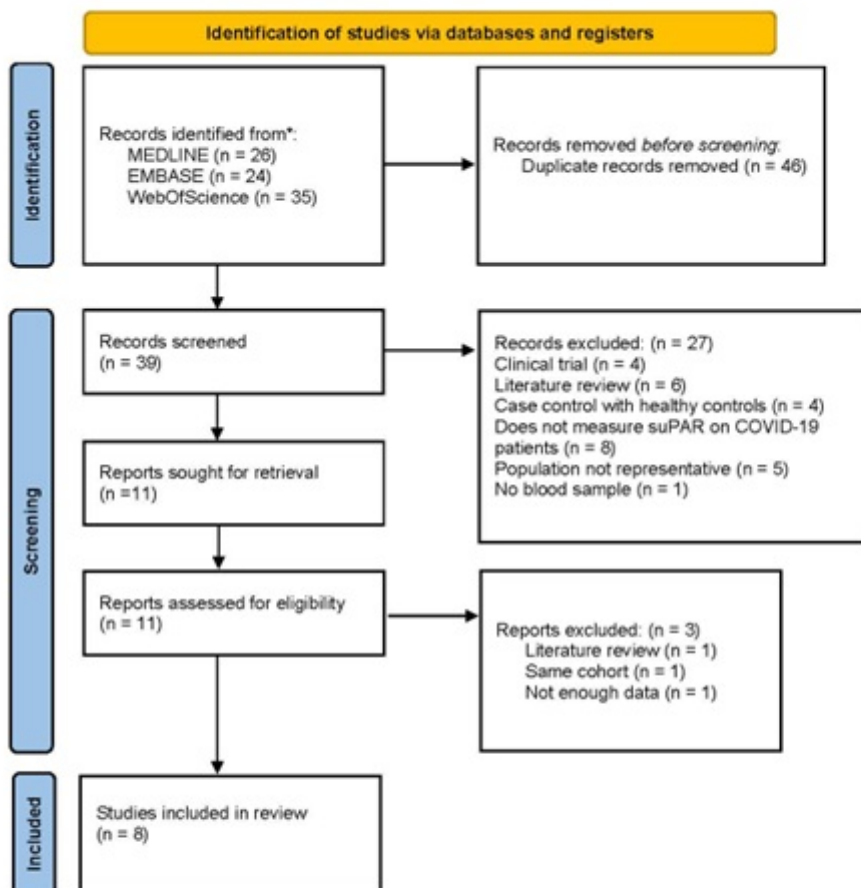 Identification of studies via databases and registers
Identification
Records identified from*:
MEDLINE (n = 26)
EMBASE (n = 24)
WebOfScience (n = 35)
Records removed before screening:
Duplicate records removed (n = 46)
Screening
Records screened
(n = 39)
Records excluded: (n = 27)
Clinical trial (n = 4)
Literature review (n = 6)
Case control with healthy controls (n = 4)
Does not measure suPAR on COVID-19
patients (n = 8)
Population not representative (n = 5)
No blood sample (n = 1)
Reports sought for retrieval
(n =11)
Reports assessed for eligibility
(n = 11)
Reports excluded: (n = 3)
Literature review (n = 1)
Same cohort (n = 1)
Not enough data (n = 1)
Included
Studies included in review
(n = 8)